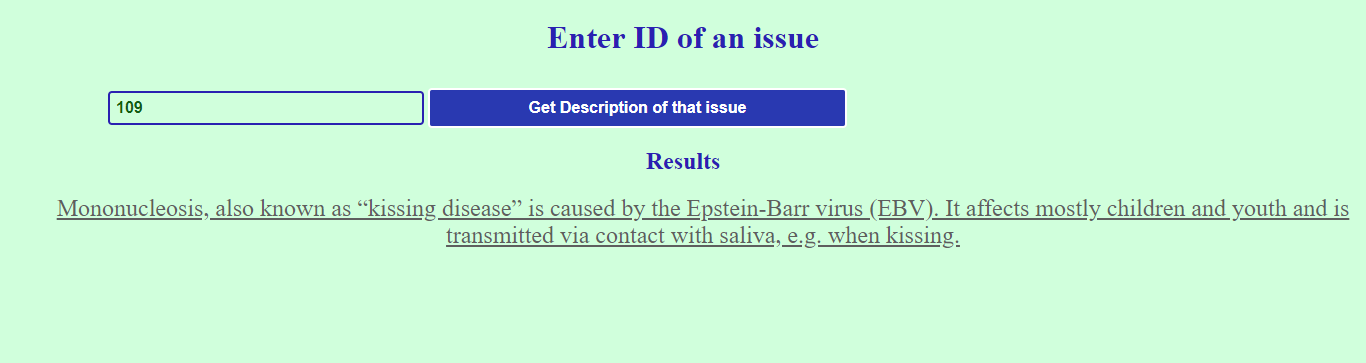 Enter ID of an issue
109
Get Description of that issue
Results
Mononucleosis, also known as “kissing disease” is caused by the Epstein-Barr virus (EBV). It affects mostly children and youth and is
transmitted via contact with saliva, e.g. when kissing.